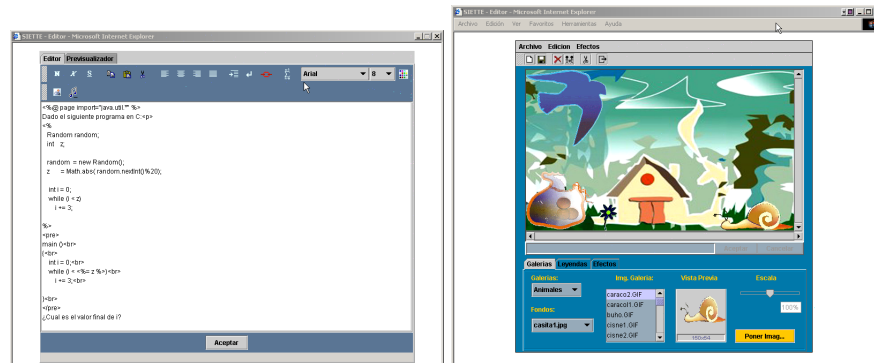 SIETTE - Editor - Microsoft Internet Explorer
Editor Previsualizador
Arial 8
<%@ page import="java.util.*" %>
Dado el siguiente programa en C:<p>
<%
Random random;
int z;
random = new Random();
z = Math.abs( random.nextInt()%20);
int i = 0;
while (i < z)
i += 3;
%>
<pre>
main ()<br>
{<br>
int i = 0;<br>
while (i < <%= z %>)<br>
i += 3;<br>
}<br>
</pre>
¿Cual es el valor final de i?
Aceptar
SIETTE - Editor - Microsoft Internet Explorer
Archivo Edición Ver Favoritos Herramientas Ayuda
Archivo Edicion Efectos
Aceptar Cancelar
Galerias Leyendas Efectos
Galerias: Img. Galeria: Vista Previa Escala
Animales
caraco2.GIF
caracol1.GIF
buho.GIF
cisne1.GIF
cisne2.GIF
100%
Fondos:
casita1.jpg
Poner Imag...